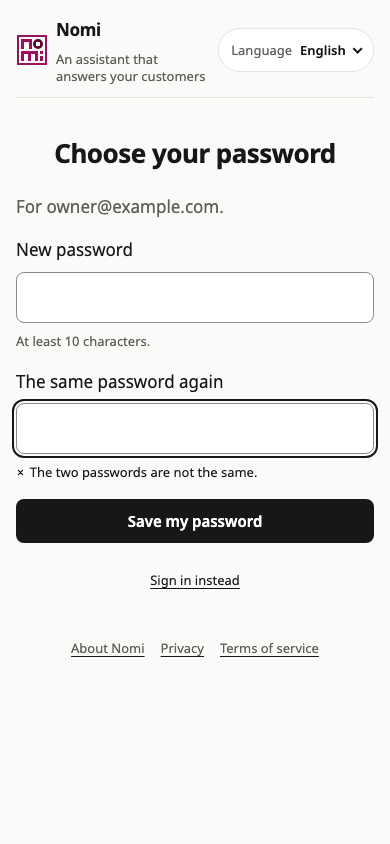 Nomi
An assistant that
answers your customers
Language English
Choose your password
For owner@example.com.
New password
At least 10 characters.
The same password again
× The two passwords are not the same.
Save my password
Sign in instead
About Nomi Privacy Terms of service